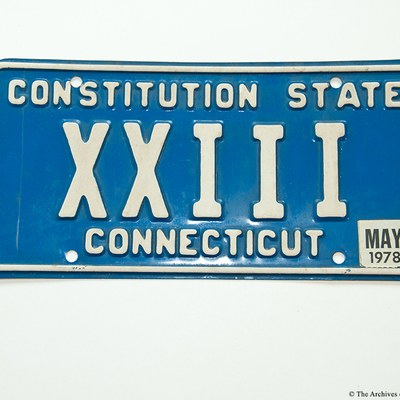 CONSTITUTION STATE
XXIII
CONNECTICUT
MAY
1978
© The Archives